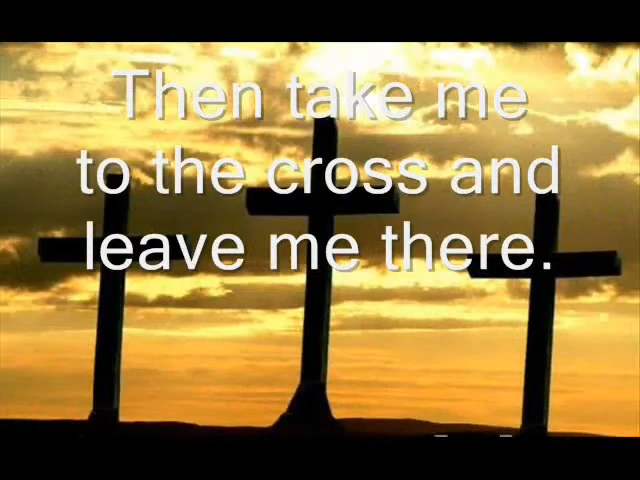 Then take me
to the cross and
leave me there.